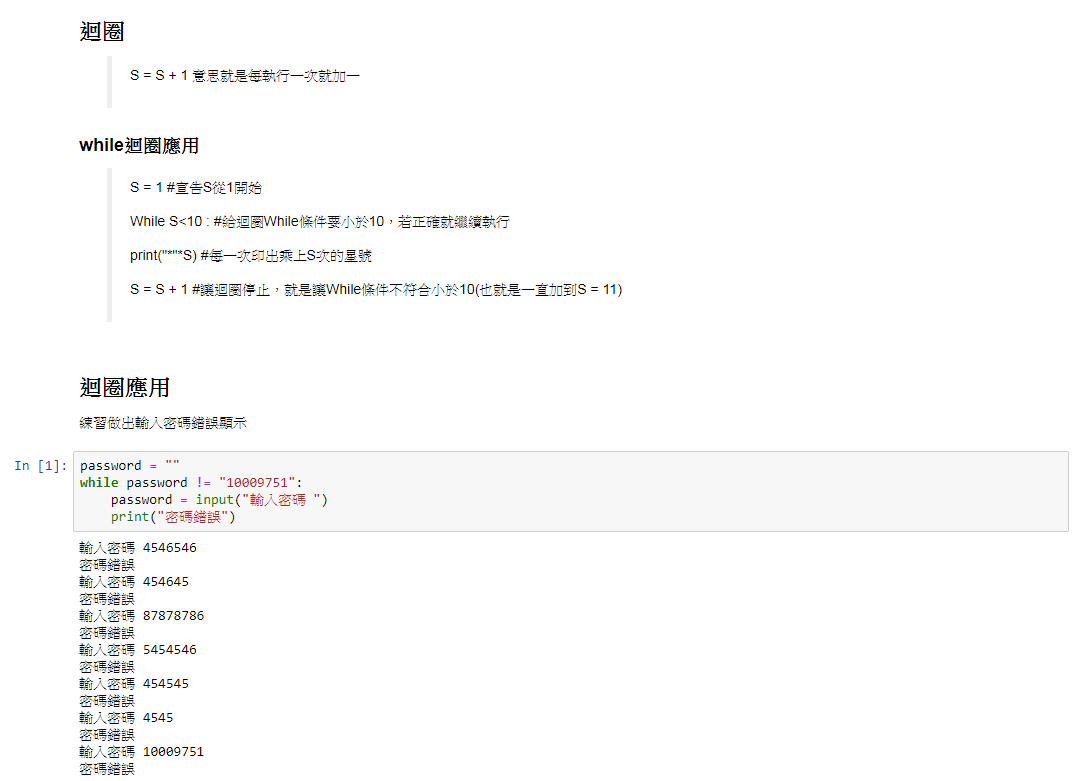 迴圈
S = S + 1 意思就是每執行一次就加一
while迴圈應用
S = 1 #宣告S從1開始
While S<10 : #給迴圈While條件要小於10，若正確就繼續執行
print("*"*S) #每一次印出乘上S次的星號
S = S + 1 #讓迴圈停止，就是讓While條件不符合小於10(也就是一直加到S = 11)
迴圈應用
練習做出輸入密碼錯誤顯示
In [1]: password = ""
while password != "10009751":
    password = input("輸入密碼 ")
    print("密碼錯誤")
輸入密碼 4546546
密碼錯誤
輸入密碼 454645
密碼錯誤
輸入密碼 87878786
密碼錯誤
輸入密碼 5454546
密碼錯誤
輸入密碼 454545
密碼錯誤
輸入密碼 4545
密碼錯誤
輸入密碼 10009751
密碼錯誤